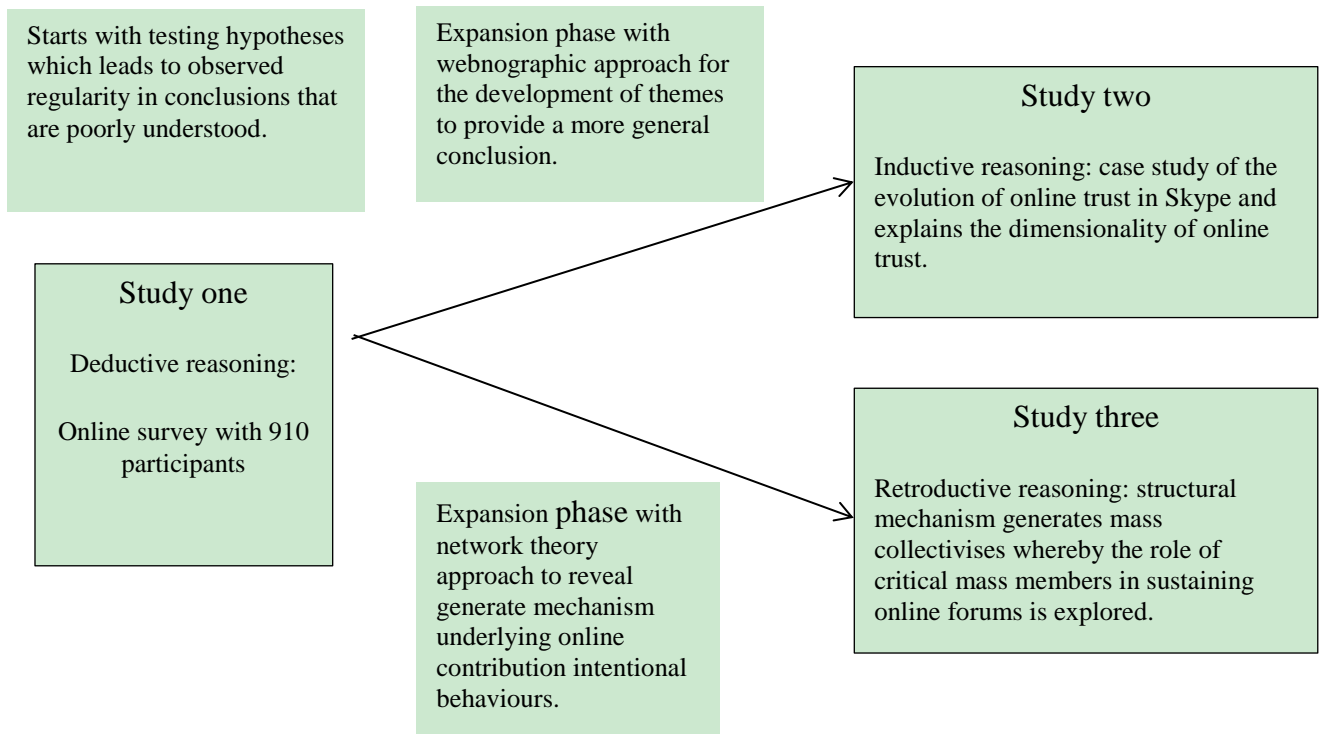 Starts with testing hypotheses
which leads to observed
regularity in conclusions that
are poorly understood.
Expansion phase with
webnographic approach for
the development of themes
to provide a more general
conclusion.
Study two
Inductive reasoning: case study of the
evolution of online trust in Skype and
explains the dimensionality of online
trust.
Study one
Deductive reasoning:
Online survey with 910
participants
Study three
Retroductive reasoning: structural
mechanism generates mass
collectivises whereby the role of
critical mass members in sustaining
online forums is explored.
Expansion phase with
network theory
approach to reveal
generate mechanism
underlying online
contribution intentional
behaviours.